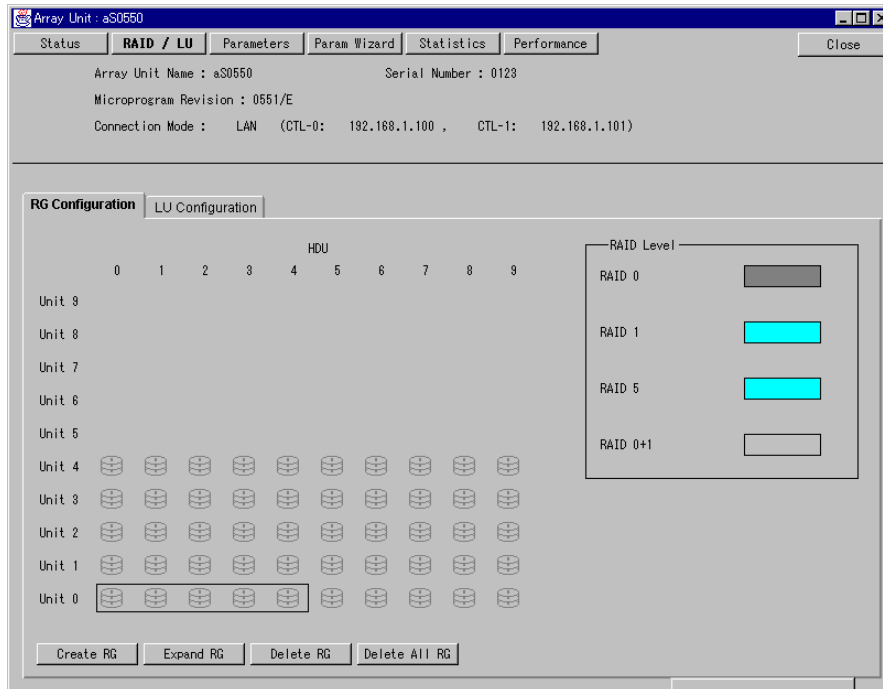 Array Unit : aS0550
Status RAID / LU Parameters Param Wizard Statistics Performance Close
Array Unit Name : aS0550 Serial Number : 0123
Microprogram Revision : 0551/E
Connection Mode : LAN (CTL-0: 192.168.1.100 , CTL-1: 192.168.1.101)
RG Configuration LU Configuration
HDU
0 1 2 3 4 5 6 7 8 9
Unit 9
Unit 8
Unit 7
Unit 6
Unit 5
Unit 4
Unit 3
Unit 2
Unit 1
Unit 0
RAID Level
RAID 0
RAID 1
RAID 5
RAID 0+1
Create RG Expand RG Delete RG Delete All RG